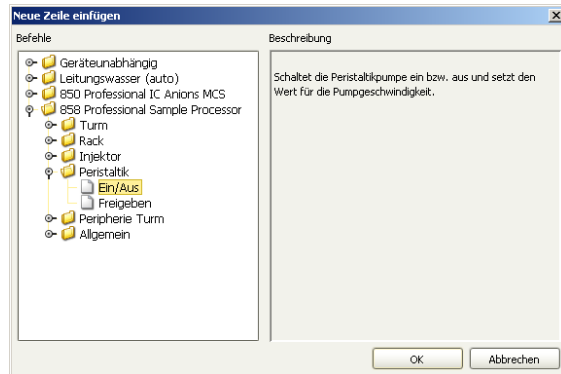 Neue Zeile einfügen
Befehle
Beschreibung
Geräteunabhängig
Leitungswasser (auto)
850 Professional IC Anions MCS
858 Professional Sample Processor
Turm
Rack
Injektor
Peristaltik
Ein/Aus
Freigeben
Peripherie Turm
Allgemein
Schaltet die Peristaltikpumpe ein bzw. aus und setzt den
Wert für die Pumpgeschwindigkeit.
OK
Abbrechen